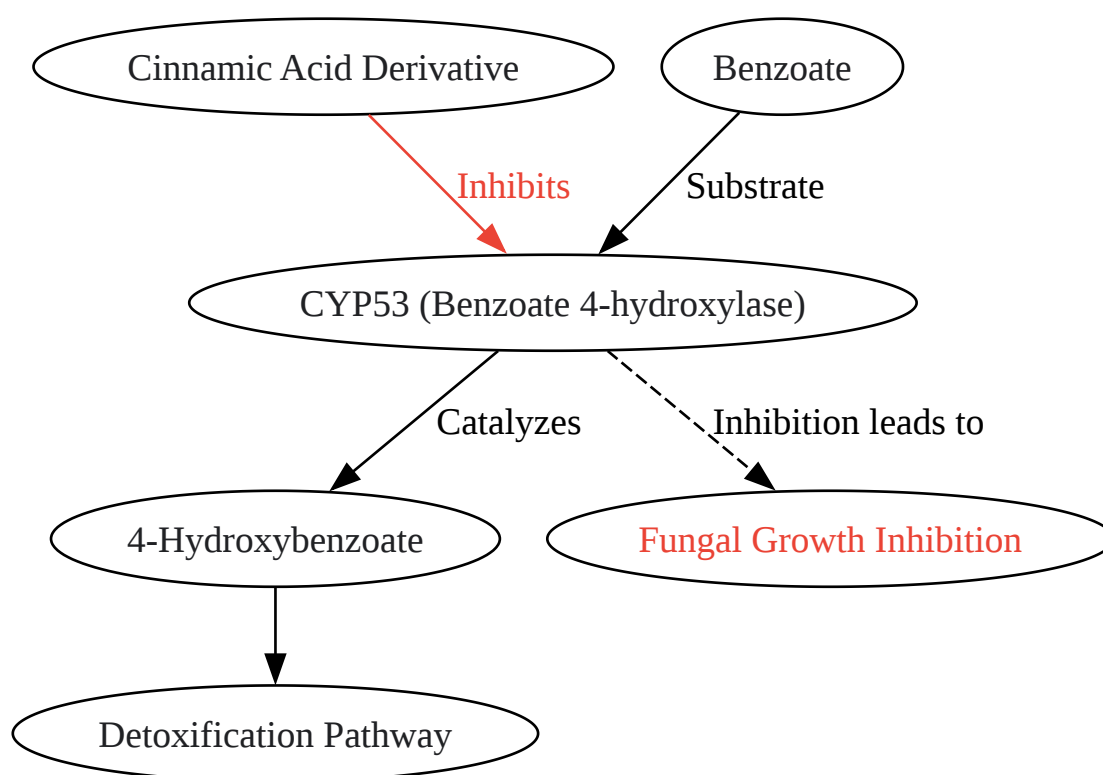 Cinnamic Acid Derivative
Benzoate
Inhibits
Substrate
CYP53 (Benzoate 4-hydroxylase)
Catalyzes
Inhibition leads to
4-Hydroxybenzoate
Fungal Growth Inhibition
Detoxification Pathway